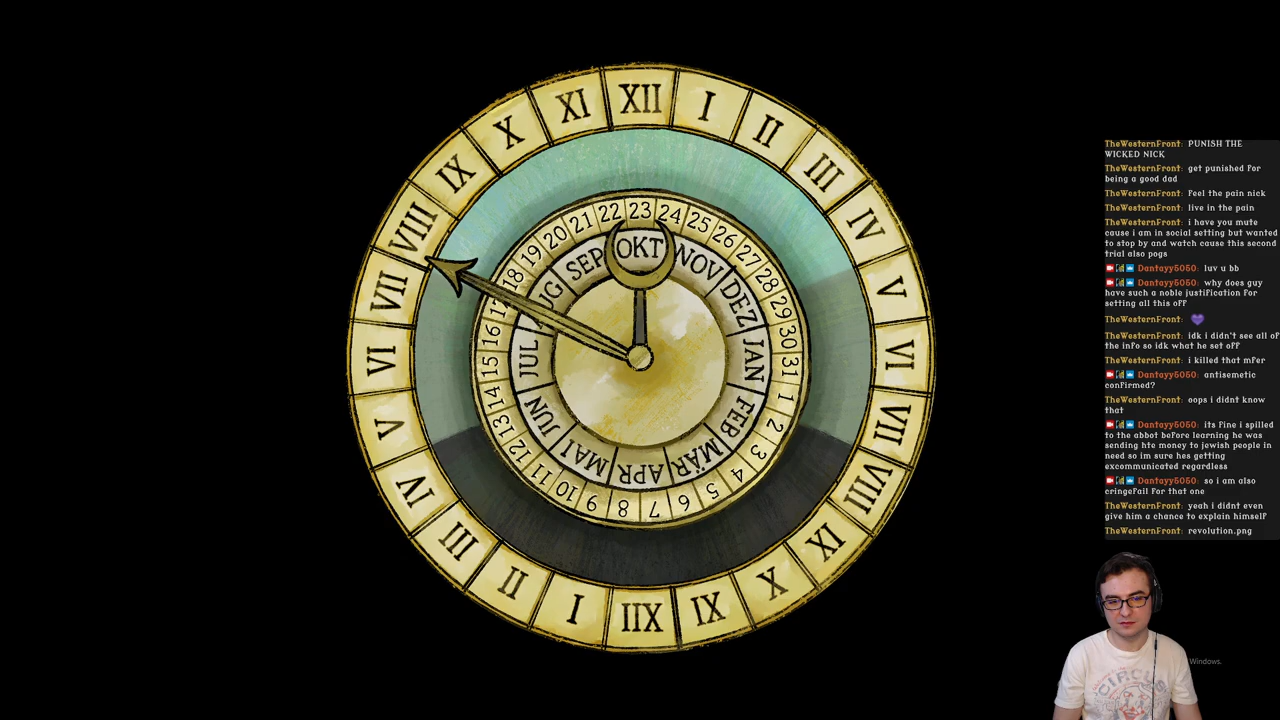 XII I II III IV V VI VII VIII IX X XI XII I II III IV V VI VII VIII IX X XI
23 24 25 26 27 28 29 30 31 1 2 3 4 5 6 7 8 9 10 11 12 13 14 15 16 17 18 19 20 21 22
OKT NOV DEZ JAN FEB MÄR APR MAI JUN JUL AUG SEP
TheWesternFront: PUNISH THE
WICKED NICK
TheWesternFront: get punished for
being a good dad
TheWesternFront: feel the pain nick
TheWesternFront: live in the pain
TheWesternFront: i have you mute
cause i am in social setting but wanted
to stop by and watch cause this second
trial also pogs
Dantayy5050: luv u bb
Dantayy5050: why does guy
have such a noble justification for
setting all this off
TheWesternFront: 💜
TheWesternFront: idk i didn't see all of
the info so idk what he set off
TheWesternFront: i killed that mfer
Dantayy5050: antisemetic
confirmed?
TheWesternFront: oops i didnt know
that
Dantayy5050: its fine i spilled
to the abbot before learning he was
sending hte money to jewish people in
need so im sure hes getting
excommunicated regardless
Dantayy5050: so i am also
cringefail for that one
TheWesternFront: yeah i didnt even
give him a chance to explain himself
TheWesternFront: revolution.png
Windows.
CIRCUS